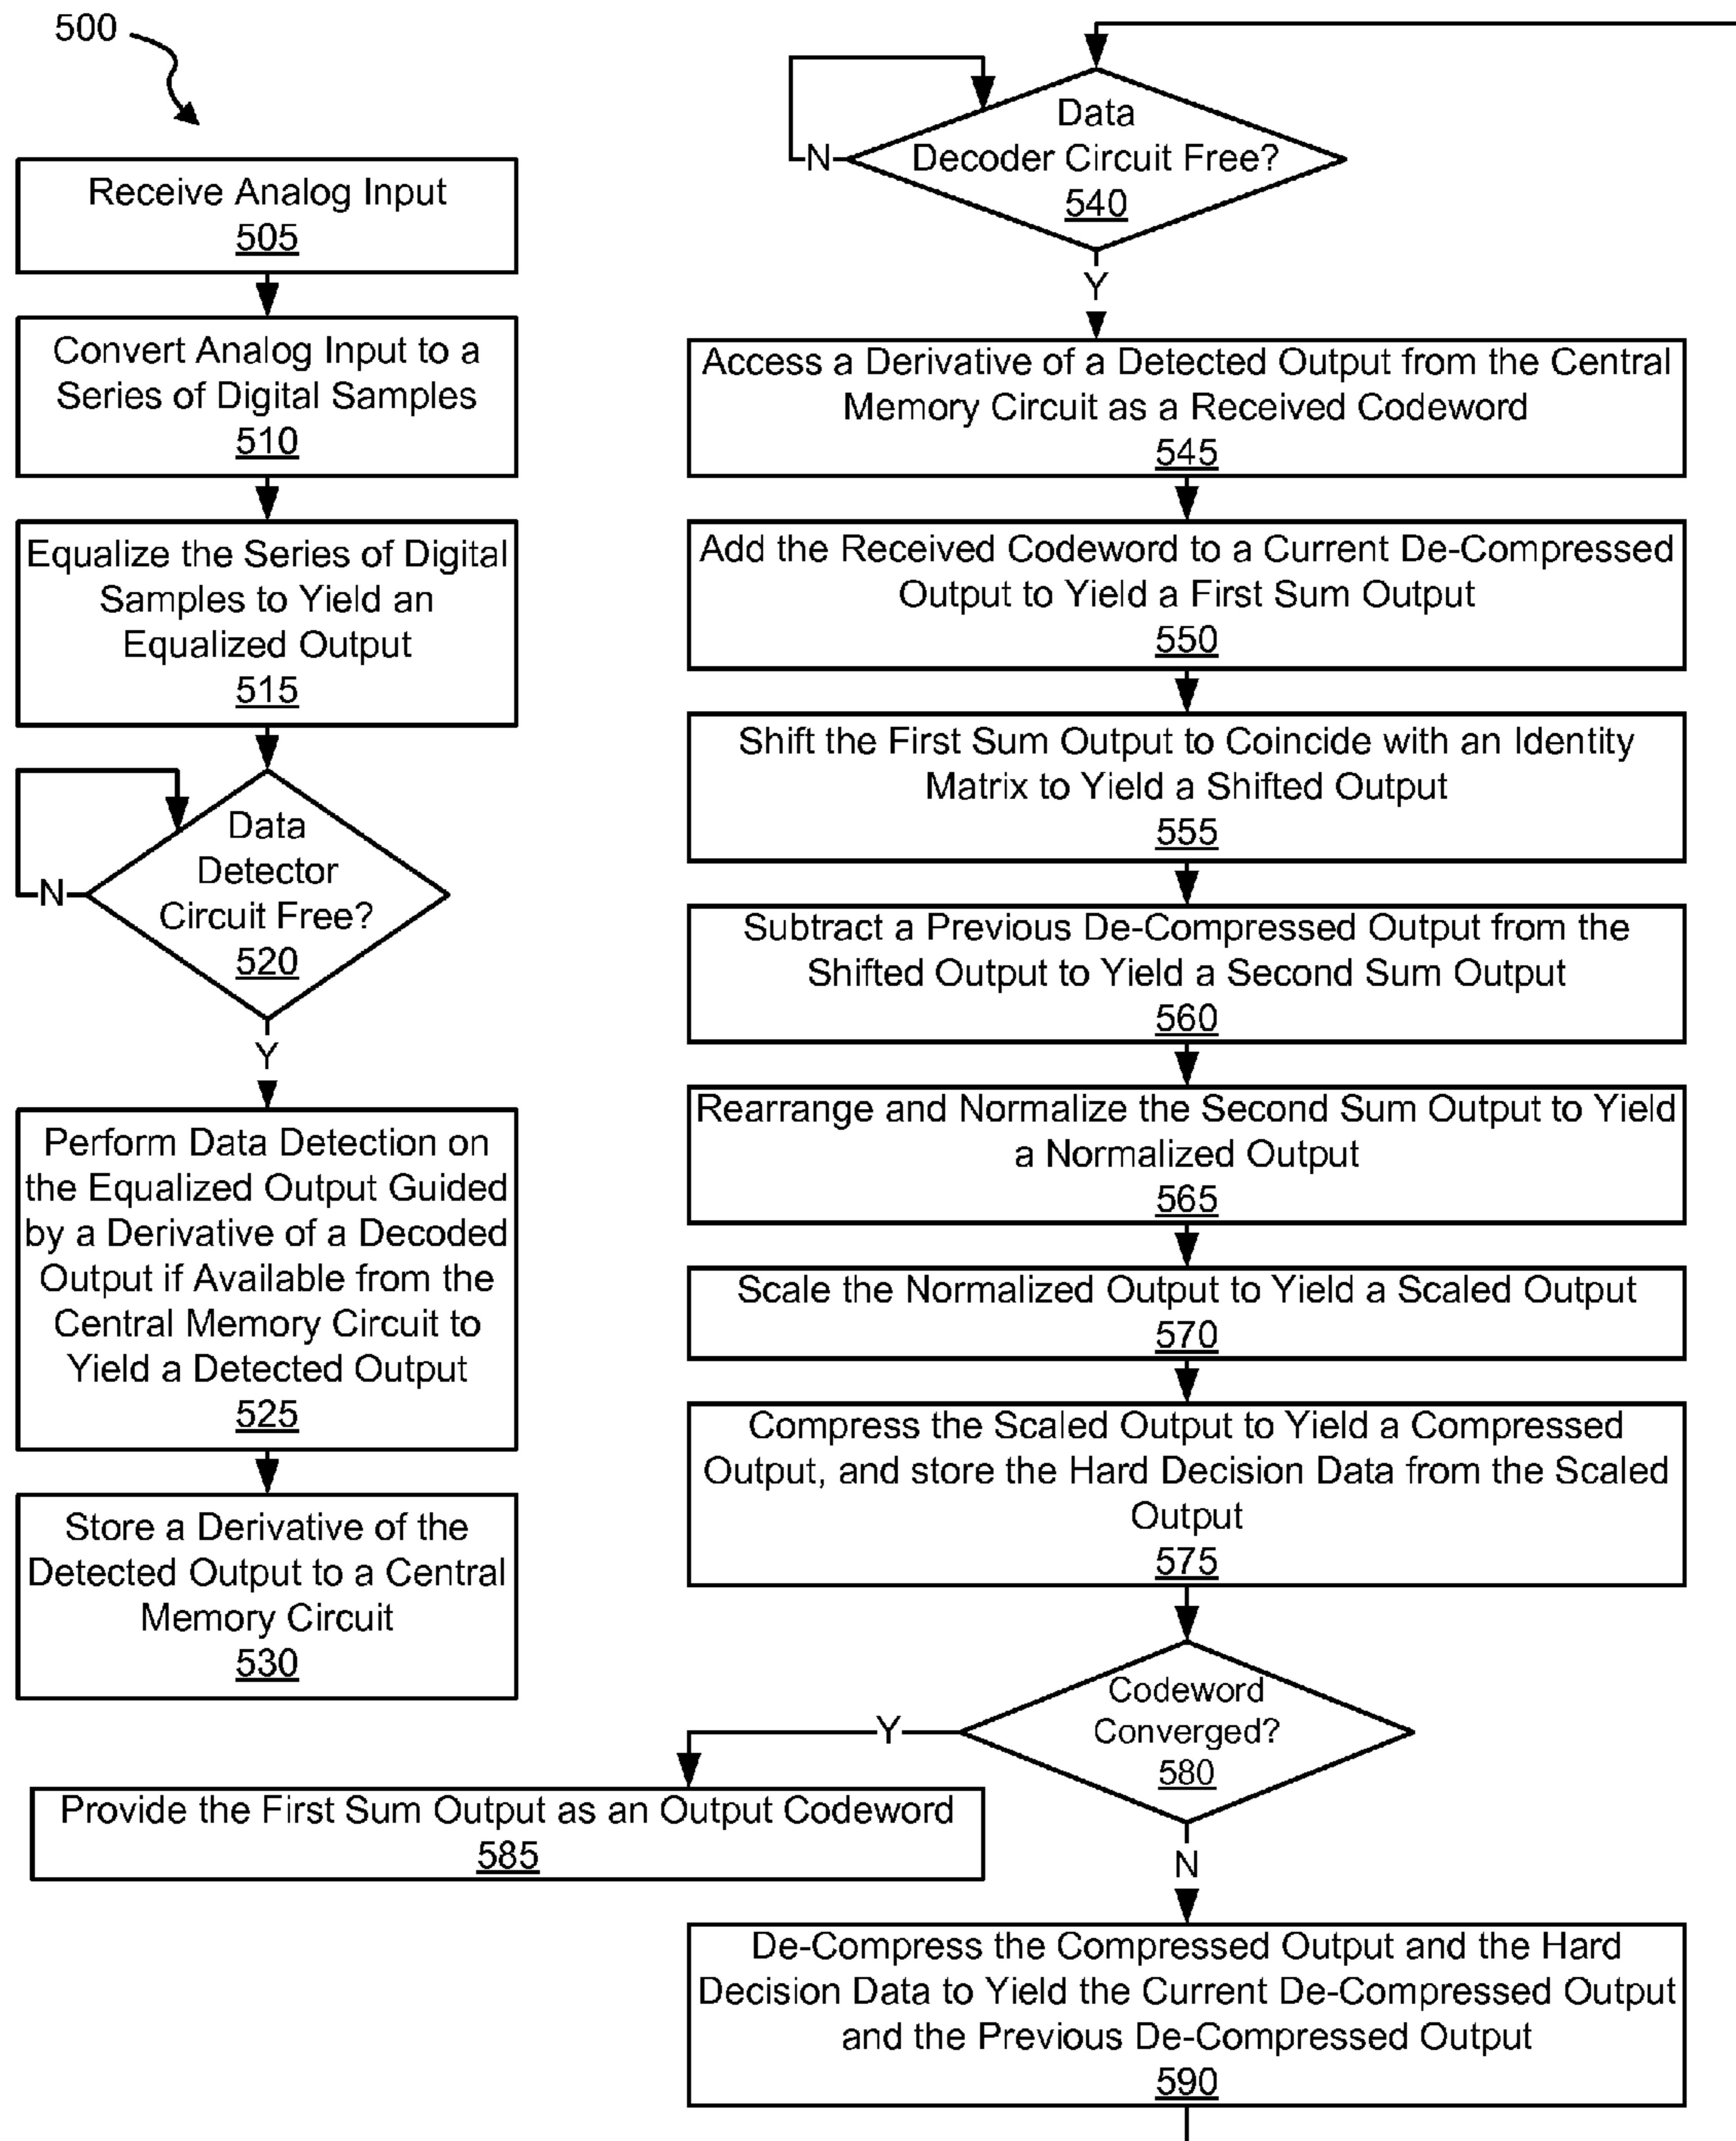 500
Receive Analog Input
505
Convert Analog Input to a
Series of Digital Samples
510
Equalize the Series of Digital
Samples to Yield an
Equalized Output
515
Data
Detector
Circuit Free?
520
N
Y
Perform Data Detection on
the Equalized Output Guided
by a Derivative of a Decoded
Output if Available from the
Central Memory Circuit to
Yield a Detected Output
525
Store a Derivative of the
Detected Output to a Central
Memory Circuit
530
Data
Decoder Circuit Free?
540
N
Y
Access a Derivative of a Detected Output from the Central
Memory Circuit as a Received Codeword
545
Add the Received Codeword to a Current De-Compressed
Output to Yield a First Sum Output
550
Shift the First Sum Output to Coincide with an Identity
Matrix to Yield a Shifted Output
555
Subtract a Previous De-Compressed Output from the
Shifted Output to Yield a Second Sum Output
560
Rearrange and Normalize the Second Sum Output to Yield
a Normalized Output
565
Scale the Normalized Output to Yield a Scaled Output
570
Compress the Scaled Output to Yield a Compressed
Output, and store the Hard Decision Data from the Scaled
Output
575
Codeword
Converged?
580
Y
Provide the First Sum Output as an Output Codeword
585
N
De-Compress the Compressed Output and the Hard
Decision Data to Yield the Current De-Compressed Output
and the Previous De-Compressed Output
590